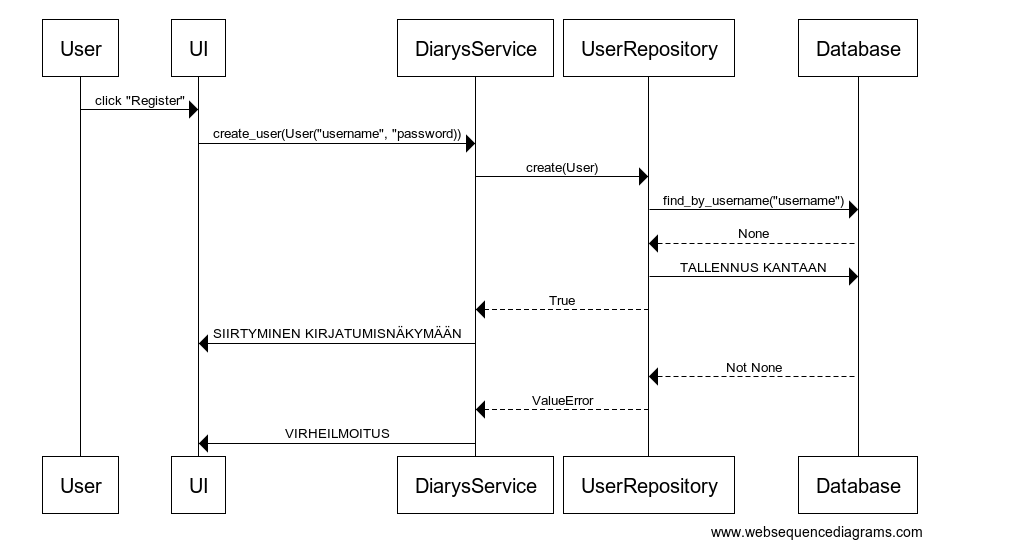 User UI DiarysService UserRepository Database
click "Register"
create_user(User("username", "password))
create(User)
find_by_username("username")
None
TALLENNUS KANTAAN
True
SIIRTYMINEN KIRJATUMISNÄKYMÄÄN
Not None
ValueError
VIRHEILMOITUS
User UI DiarysService UserRepository Database
www.websequencediagrams.com